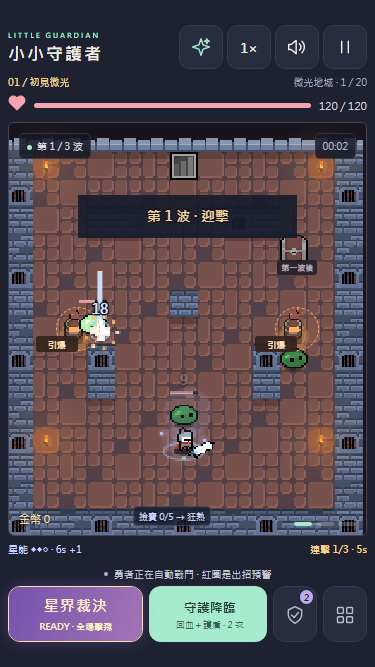 LITTLE GUARDIAN
小小守護者
1×
01 / 初見微光
微光地城 · 1 / 20
120 / 120
第 1 / 3 波
00:02
第 1 波 · 迎擊
第一波後
18
引爆
引爆
9
撿寶 0/5 → 狂熱
金幣 0
星能 ◆◆◇ · 6s +1
連擊 1/3 · 5s
勇者正在自動戰鬥 · 紅圈是出招預警
星界裁決
READY · 全場擊飛
守護降臨
回血 + 護盾 · 2 次
2